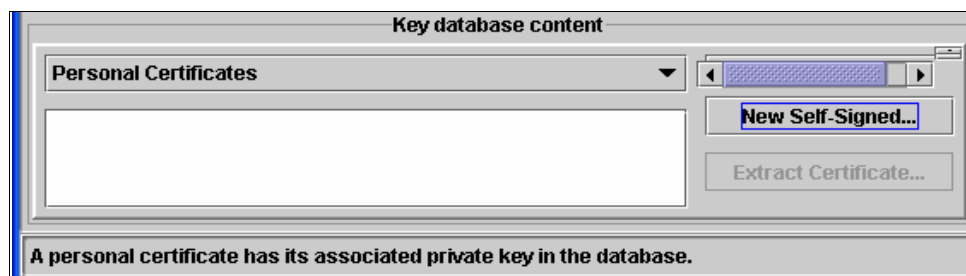 Key database content
Personal Certificates
New Self-Signed...
Extract Certificate...
A personal certificate has its associated private key in the database.